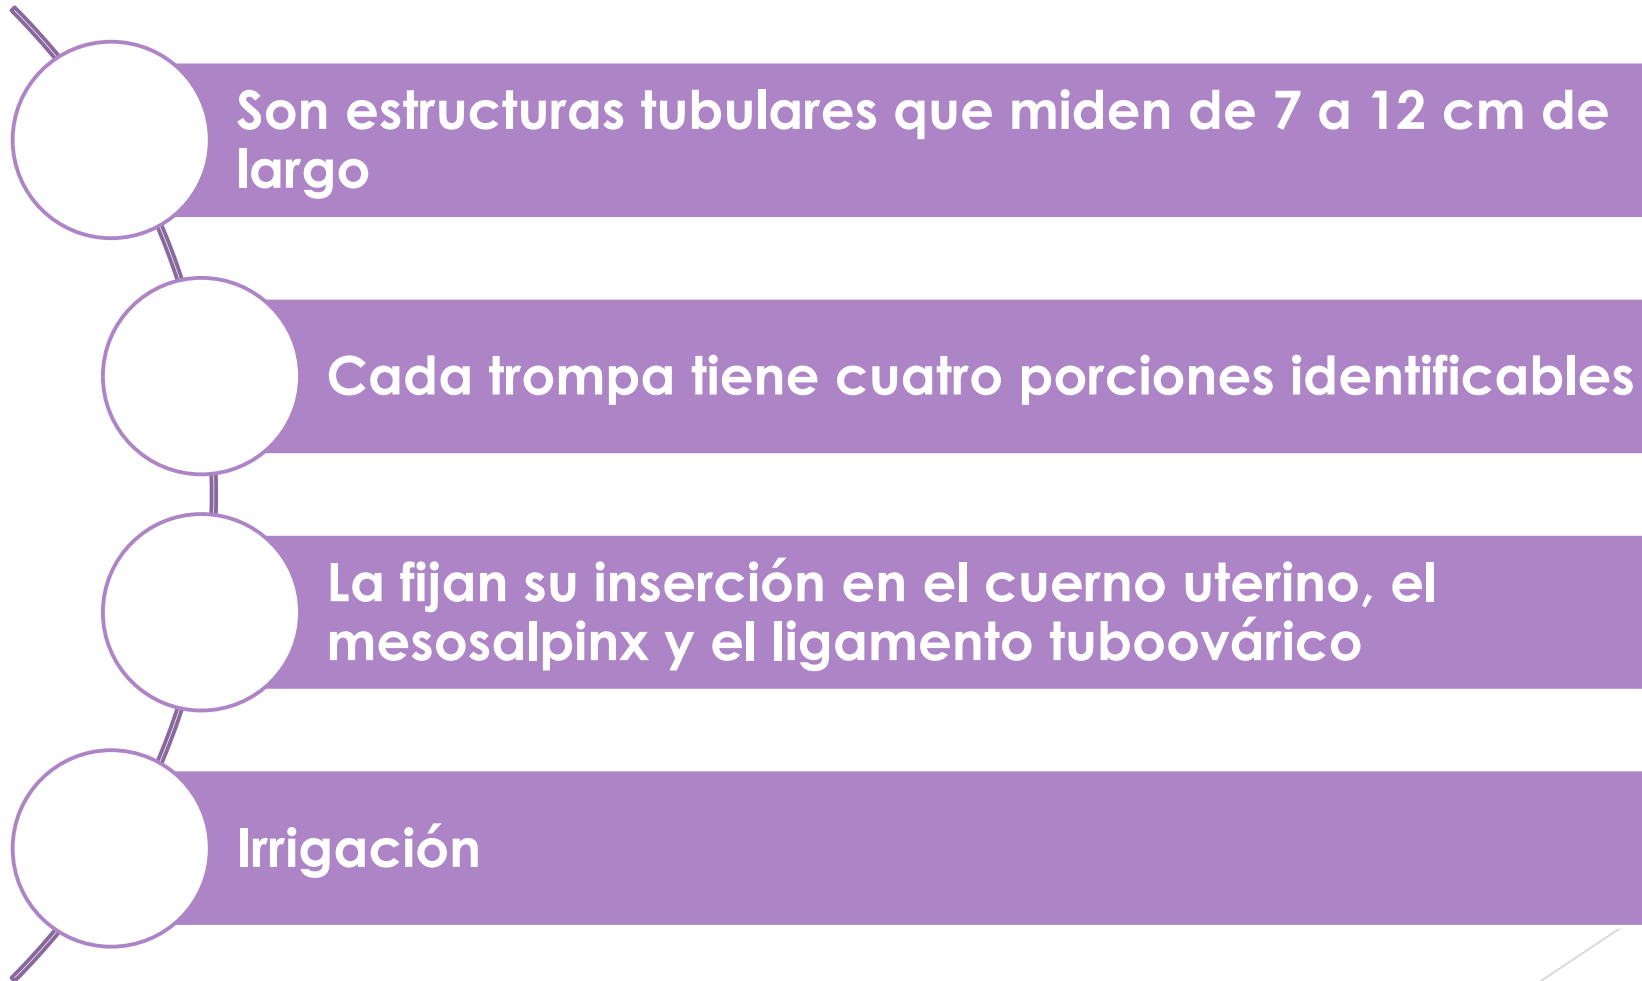 Son estructuras tubulares que miden de 7 a 12 cm de
largo
Cada trompa tiene cuatro porciones identificables
La fijan su inserción en el cuerno uterino, el
mesosalpinx y el ligamento tuboovárico
Irrigación